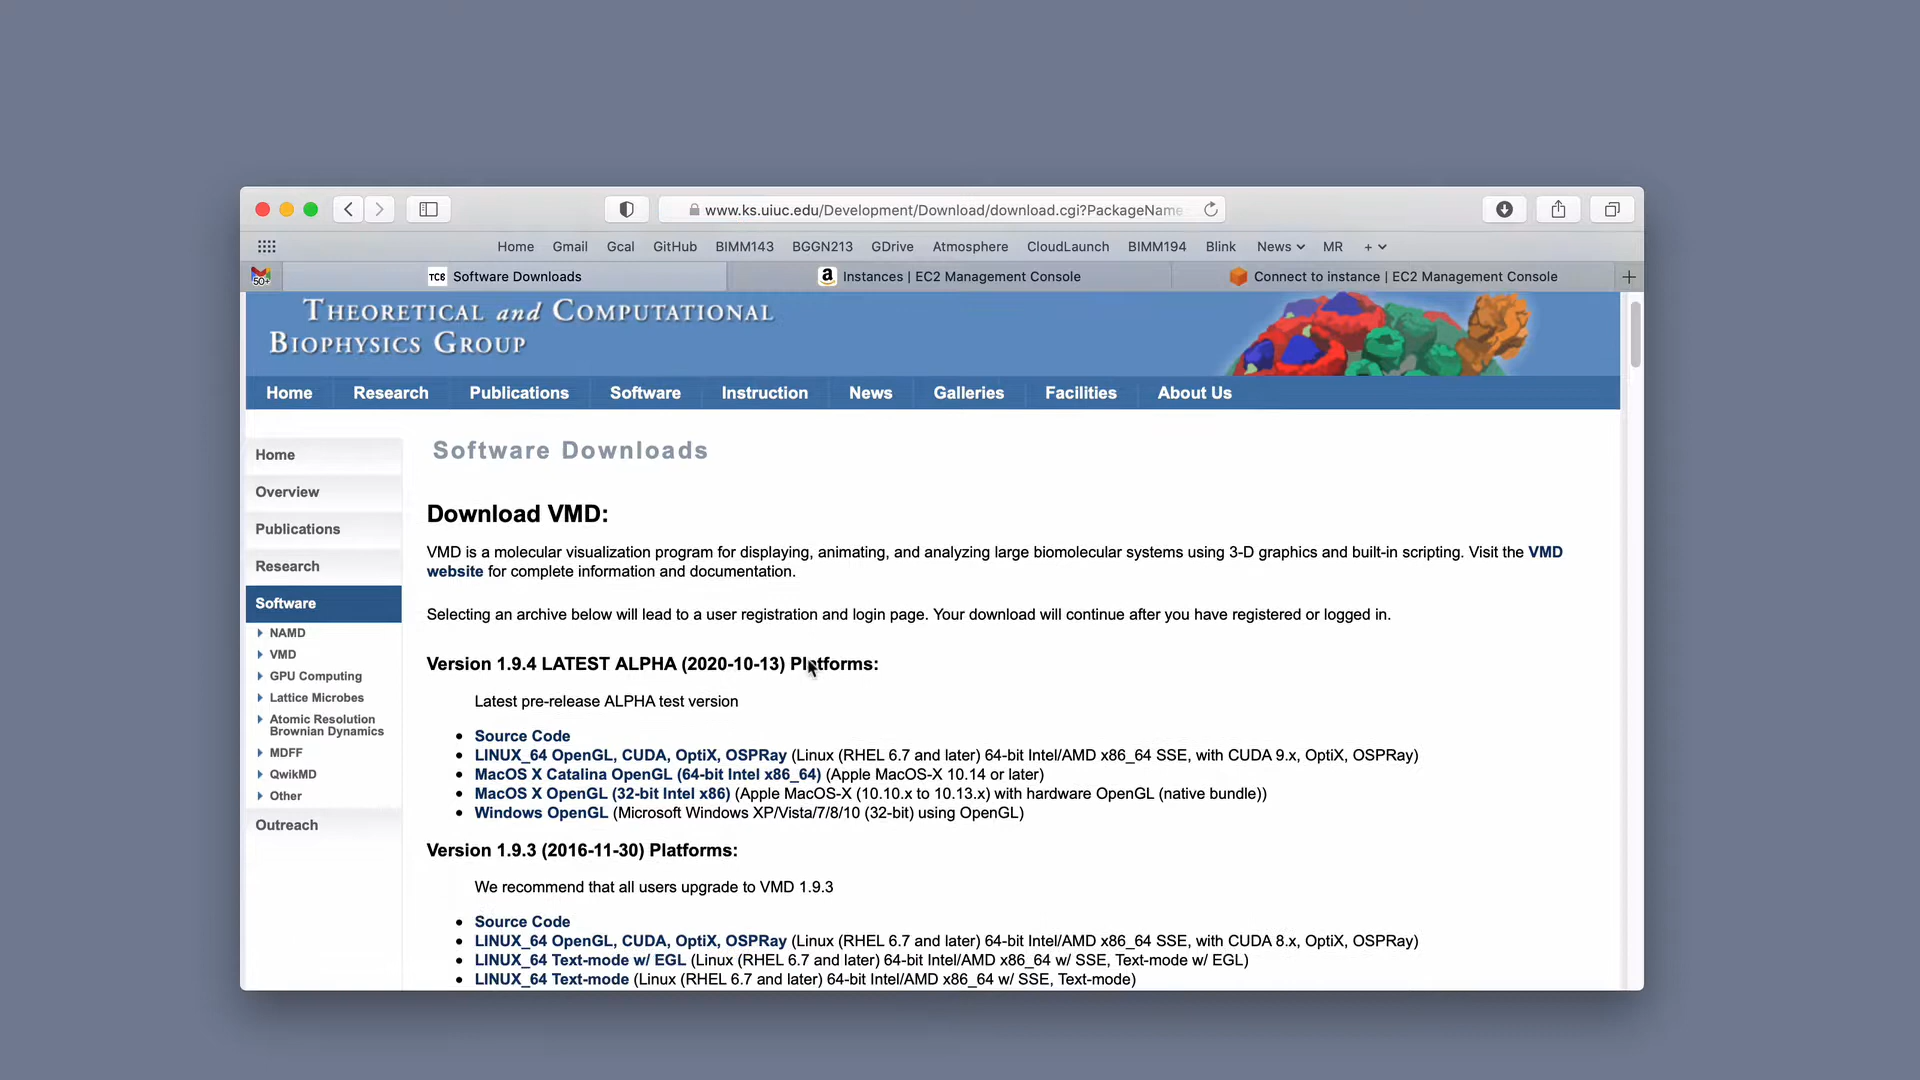 www.ks.uiuc.edu/Development/Download/download.cgi?PackageName
Home Gmail Gcal GitHub BIMM143 BGGN213 GDrive Atmosphere CloudLaunch BIMM194 Blink News MR +
50+ TCB Software Downloads a Instances | EC2 Management Console Connect to instance | EC2 Management Console +
THEORETICAL and COMPUTATIONAL
BIOPHYSICS GROUP
Home Research Publications Software Instruction News Galleries Facilities About Us
Home
Overview
Publications
Research
Software
NAMD
VMD
GPU Computing
Lattice Microbes
Atomic Resolution
Brownian Dynamics
MDFF
QwikMD
Other
Outreach
Software Downloads
Download VMD:
VMD is a molecular visualization program for displaying, animating, and analyzing large biomolecular systems using 3-D graphics and built-in scripting. Visit the VMD
website for complete information and documentation.
Selecting an archive below will lead to a user registration and login page. Your download will continue after you have registered or logged in.
Version 1.9.4 LATEST ALPHA (2020-10-13) Platforms:
Latest pre-release ALPHA test version
• Source Code
• LINUX_64 OpenGL, CUDA, OptiX, OSPRay (Linux (RHEL 6.7 and later) 64-bit Intel/AMD x86_64 SSE, with CUDA 9.x, OptiX, OSPRay)
• MacOS X Catalina OpenGL (64-bit Intel x86_64) (Apple MacOS-X 10.14 or later)
• MacOS X OpenGL (32-bit Intel x86) (Apple MacOS-X (10.10.x to 10.13.x) with hardware OpenGL (native bundle))
• Windows OpenGL (Microsoft Windows XP/Vista/7/8/10 (32-bit) using OpenGL)
Version 1.9.3 (2016-11-30) Platforms:
We recommend that all users upgrade to VMD 1.9.3
• Source Code
• LINUX_64 OpenGL, CUDA, OptiX, OSPRay (Linux (RHEL 6.7 and later) 64-bit Intel/AMD x86_64 SSE, with CUDA 8.x, OptiX, OSPRay)
• LINUX_64 Text-mode w/ EGL (Linux (RHEL 6.7 and later) 64-bit Intel/AMD x86_64 w/ SSE, Text-mode w/ EGL)
• LINUX_64 Text-mode (Linux (RHEL 6.7 and later) 64-bit Intel/AMD x86_64 w/ SSE, Text-mode)